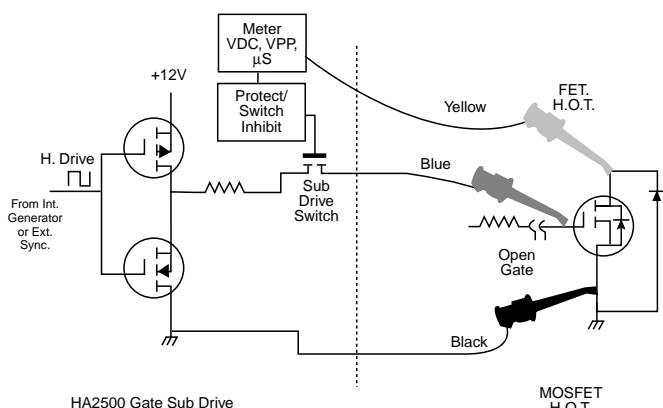 Meter
VDC, VPP,
µS
+12V
Protect/
Switch
Inhibit
Yellow
FET.
H.O.T.
H. Drive
Blue
From Int.
Generator
or Ext.
Sync.
Sub
Drive
Switch
Open
Gate
Black
HA2500 Gate Sub Drive
MOSFET
H.O.T.